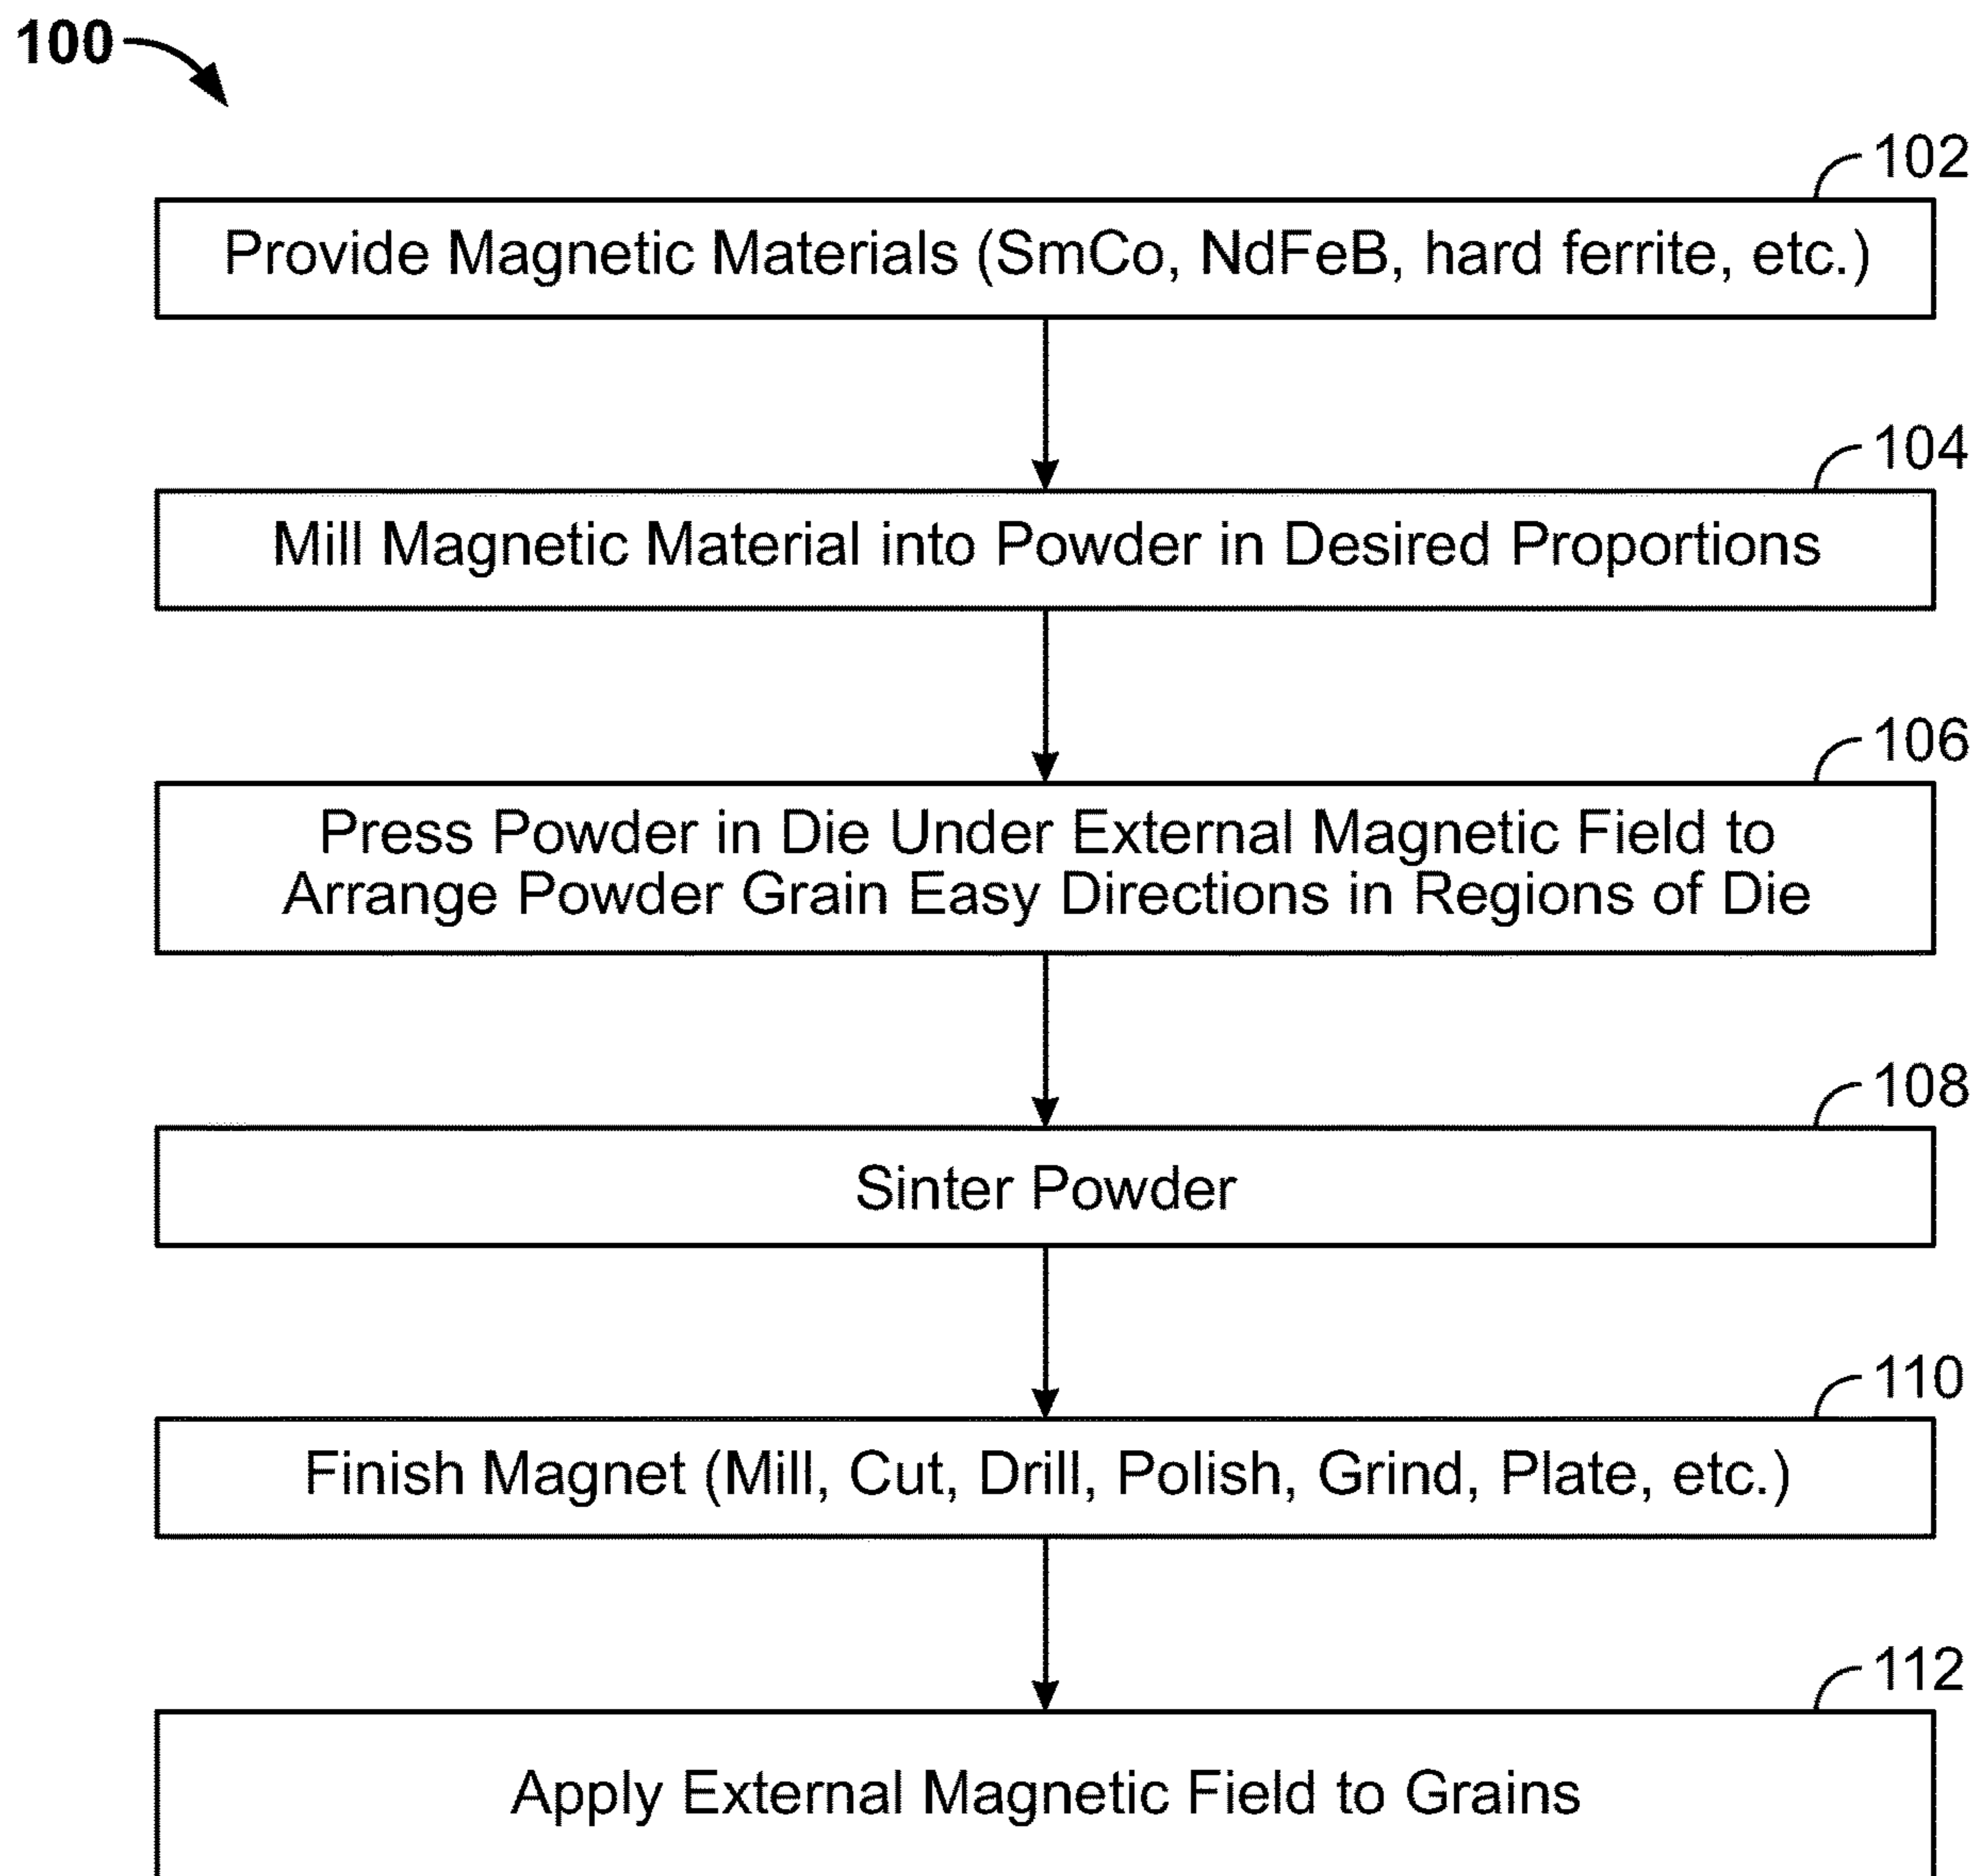 100
102
Provide Magnetic Materials (SmCo, NdFeB, hard ferrite, etc.)
104
Mill Magnetic Material into Powder in Desired Proportions
106
Press Powder in Die Under External Magnetic Field to
Arrange Powder Grain Easy Directions in Regions of Die
108
Sinter Powder
110
Finish Magnet (Mill, Cut, Drill, Polish, Grind, Plate, etc.)
112
Apply External Magnetic Field to Grains